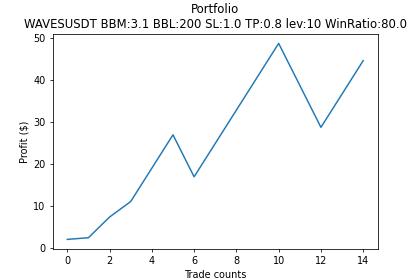 Portfolio
WAVESUSDT BBM:3.1 BBL:200 SL:1.0 TP:0.8 lev:10 WinRatio:80.0
50
40
30
20
10
0
Profit ($)
0 2 4 6 8 10 12 14
Trade counts